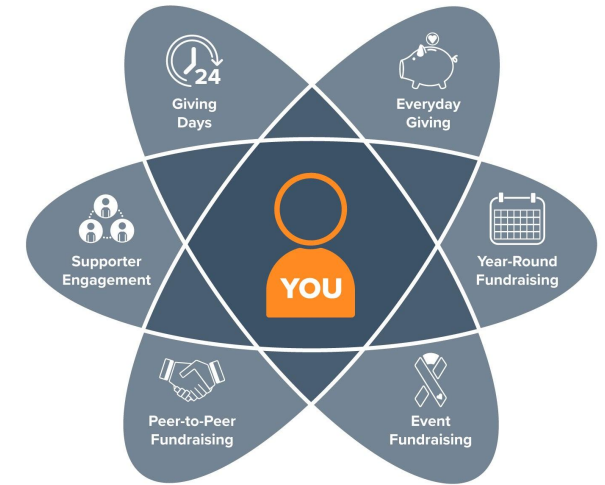 24
Giving
Days
Everyday
Giving
Supporter
Engagement
YOU
Year-Round
Fundraising
Peer-to-Peer
Fundraising
Event
Fundraising